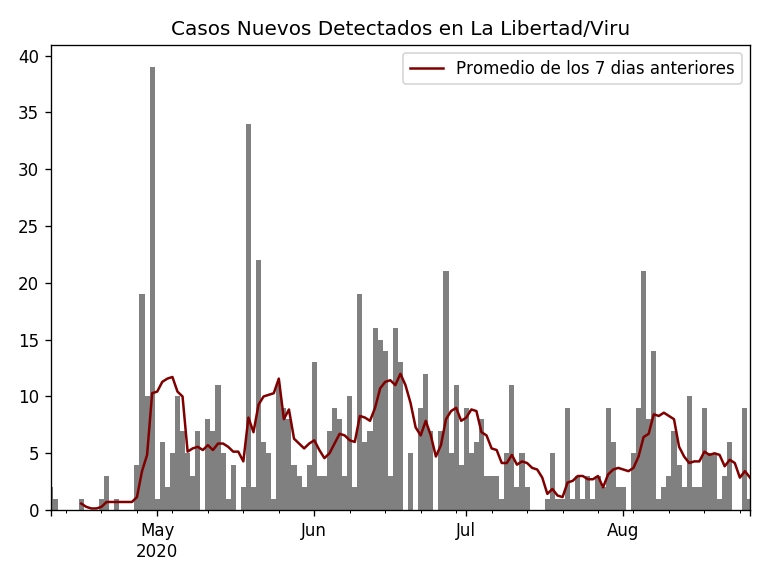 Casos Nuevos Detectados en La Libertad/Viru
Promedio de los 7 dias anteriores
40
35
30
25
20
15
10
5
0
May
2020
Jun
Jul
Aug